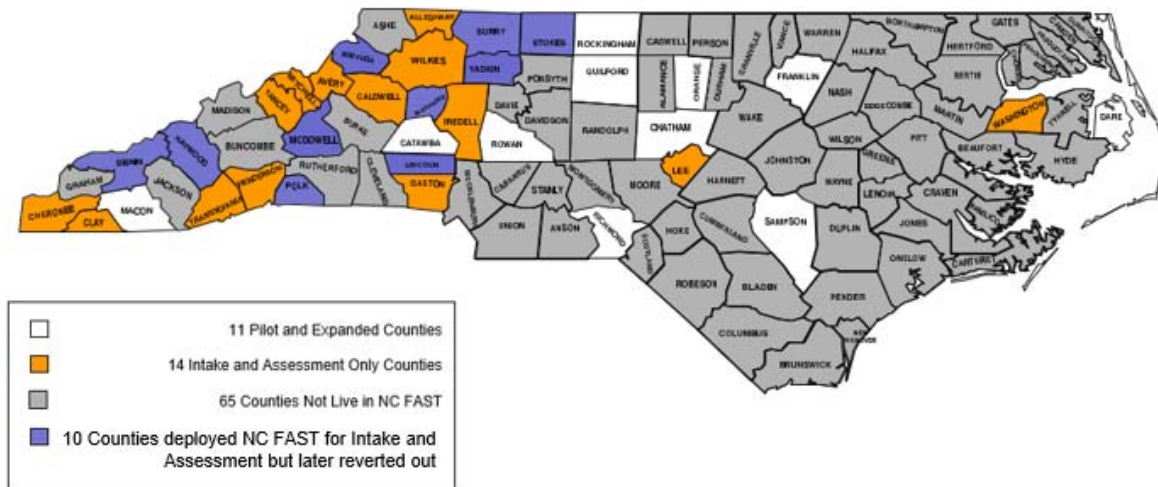 ASHE
ALLEGHANY
SURRY
STOKES
ROCKINGHAM
CASWELL
PERSON
GRANVILLE
VANCE
WARREN
NORTHAMPTON
GATES
HALIFAX
HERTFORD
BERTIE
WATAUGA
WILKES
YADKIN
FORSYTH
GUILFORD
ALAMANCE
ORANGE
DURHAM
FRANKLIN
NASH
EDGECOMBE
MARTIN
WASHINGTON
TYRRELL
DARE
MITCHELL
AVERY
YANCEY
CALDWELL
IREDELL
DAVIE
DAVIDSON
RANDOLPH
CHATHAM
WAKE
WILSON
PITT
BEAUFORT
HYDE
MADISON
BUNCOMBE
MCDOWELL
BURKE
CATAWBA
ROWAN
HAYWOOD
SWAIN
GRAHAM
JACKSON
HENDERSON
RUTHERFORD
CLEVELAND
LINCOLN
GASTON
POLK
TRANSYLVANIA
CHEROKEE
CLAY
MACON
MECKLENBURG
CABARRUS
STANLY
MONTGOMERY
MOORE
LEE
HARNETT
JOHNSTON
WAYNE
GREENE
LENOIR
CRAVEN
PAMLICO
JONES
UNION
ANSON
RICHMOND
SCOTLAND
HOKE
CUMBERLAND
SAMPSON
DUPLIN
ONSLOW
CARTERET
ROBESON
BLADEN
PENDER
COLUMBUS
BRUNSWICK
NEW
HANOVER
11 Pilot and Expanded Counties
14 Intake and Assessment Only Counties
65 Counties Not Live in NC FAST
10 Counties deployed NC FAST for Intake and
Assessment but later reverted out